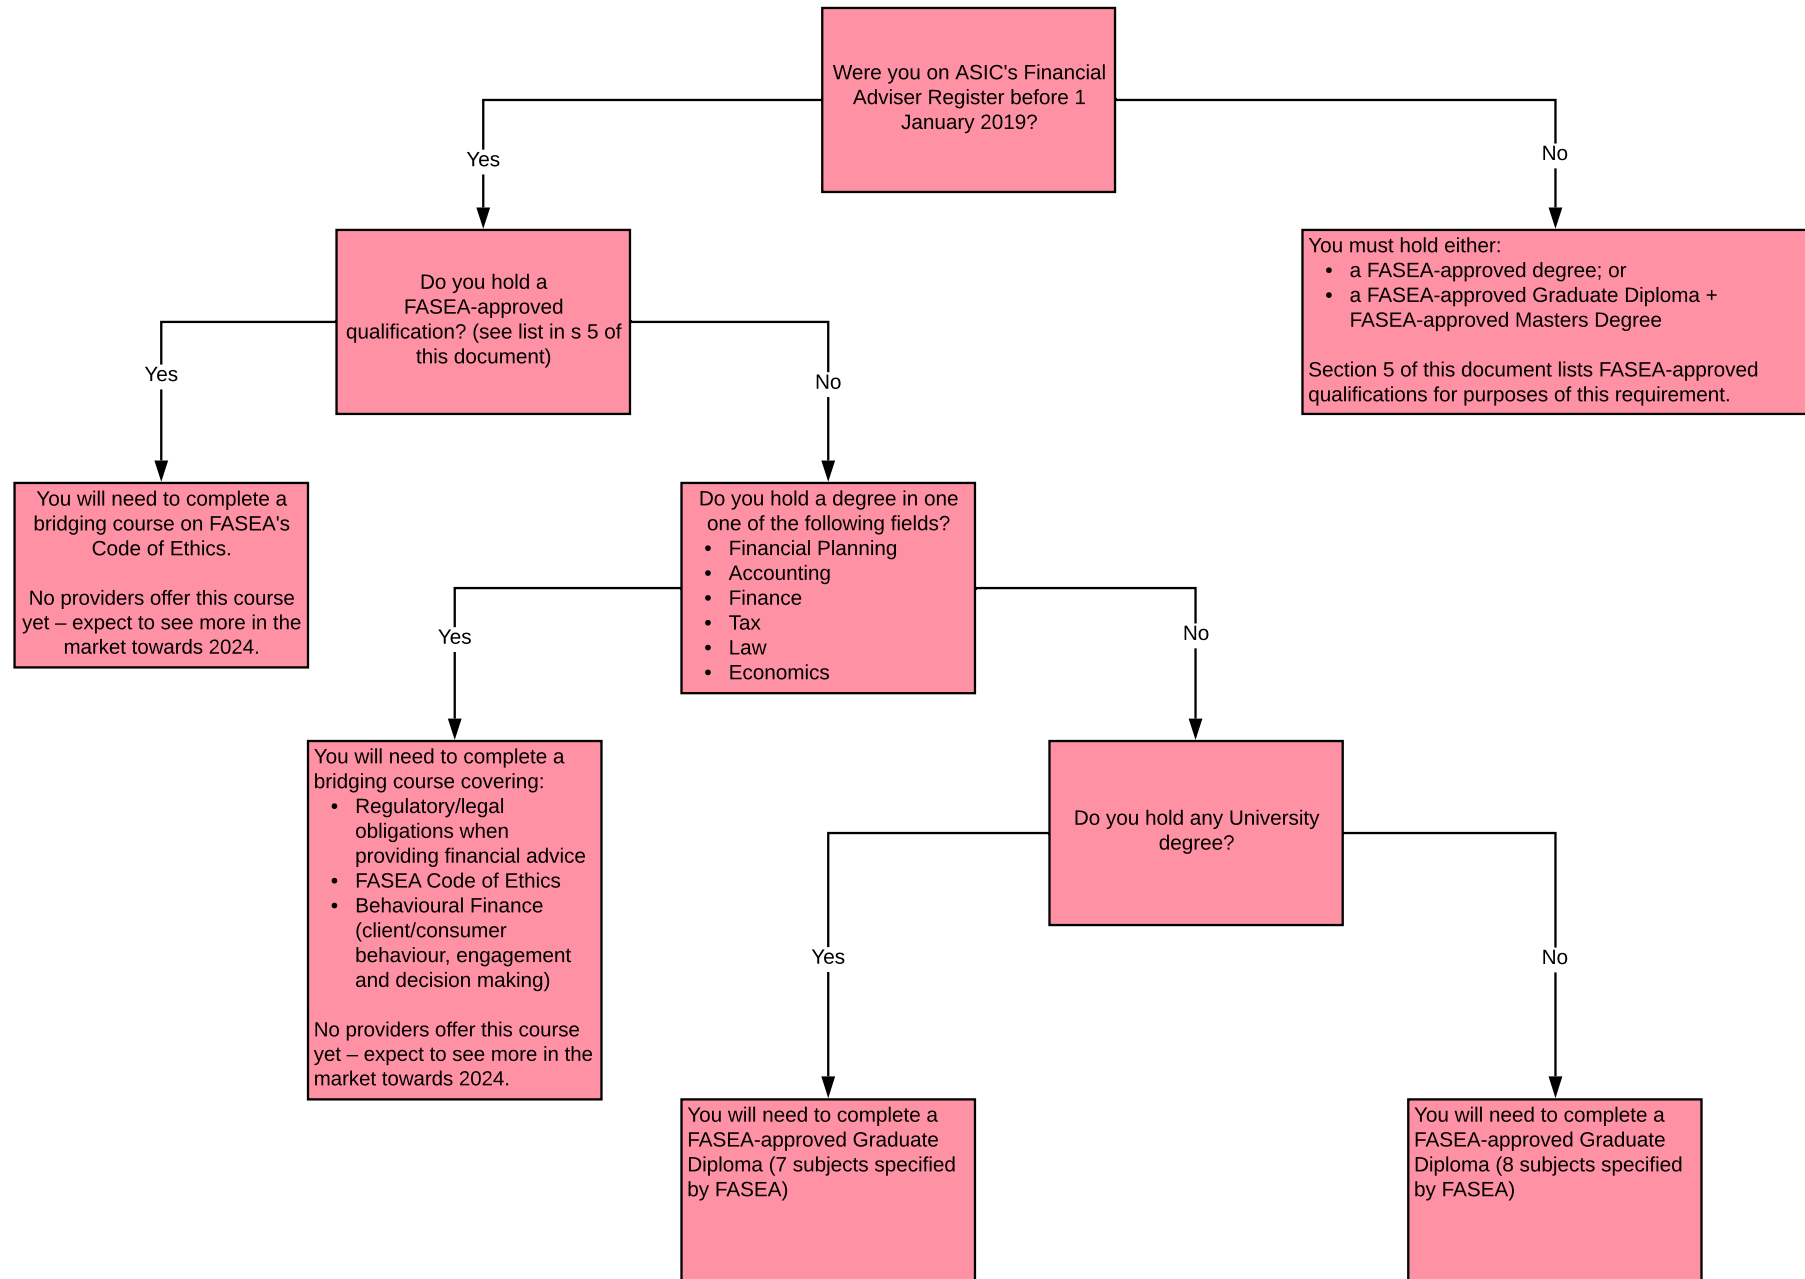 Were you on ASIC's Financial
Adviser Register before 1
January 2019?
Yes
No
Do you hold a
FASEA-approved
qualification? (see list in s 5 of
this document)
You must hold either:
• a FASEA-approved degree; or
• a FASEA-approved Graduate Diploma +
FASEA-approved Masters Degree
Section 5 of this document lists FASEA-approved
qualifications for purposes of this requirement.
Yes
No
You will need to complete a
bridging course on FASEA's
Code of Ethics.
No providers offer this course
yet – expect to see more in the
market towards 2024.
Do you hold a degree in one
one of the following fields?
• Financial Planning
• Accounting
• Finance
• Tax
• Law
• Economics
Yes
No
You will need to complete a
bridging course covering:
• Regulatory/legal
obligations when
providing financial advice
• FASEA Code of Ethics
• Behavioural Finance
(client/consumer
behaviour, engagement
and decision making)
No providers offer this course
yet – expect to see more in the
market towards 2024.
Do you hold any University
degree?
Yes
No
You will need to complete a
FASEA-approved Graduate
Diploma (7 subjects specified
by FASEA)
You will need to complete a
FASEA-approved Graduate
Diploma (8 subjects specified
by FASEA)